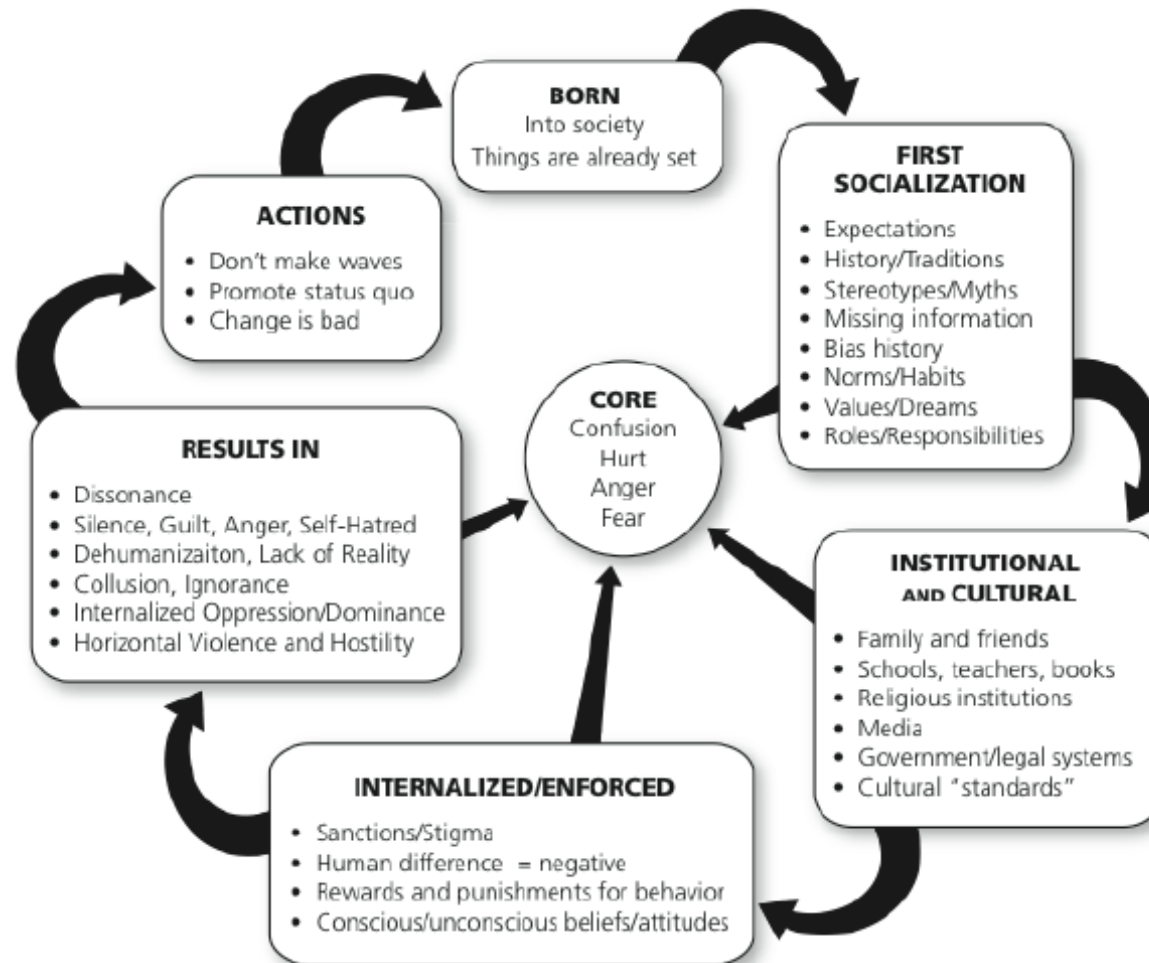 BORN
Into society
Things are already set
FIRST
SOCIALIZATION
• Expectations
• History/Traditions
• Stereotypes/Myths
• Missing information
• Bias history
• Norms/Habits
• Values/Dreams
• Roles/Responsibilities
INSTITUTIONAL
AND CULTURAL
• Family and friends
• Schools, teachers, books
• Religious institutions
• Media
• Government/legal systems
• Cultural “standards”
INTERNALIZED/ENFORCED
• Sanctions/Stigma
• Human difference = negative
• Rewards and punishments for behavior
• Conscious/unconscious beliefs/attitudes
RESULTS IN
• Dissonance
• Silence, Guilt, Anger, Self-Hatred
• Dehumanizaiton, Lack of Reality
• Collusion, Ignorance
• Internalized Oppression/Dominance
• Horizontal Violence and Hostility
ACTIONS
• Don’t make waves
• Promote status quo
• Change is bad
CORE
Confusion
Hurt
Anger
Fear